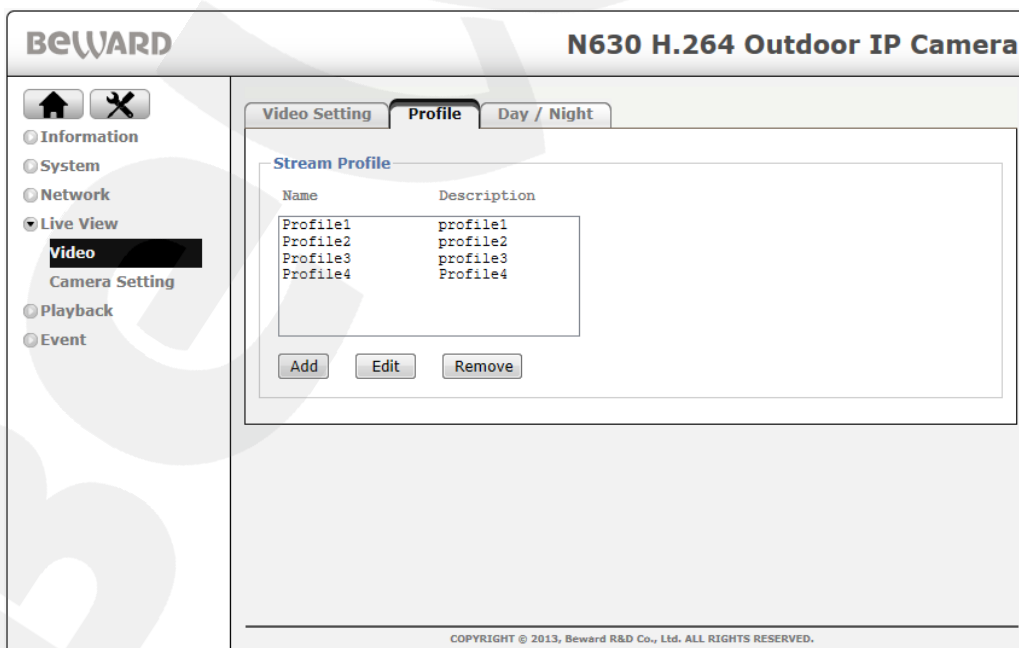 BEWARD
N630 H.264 Outdoor IP Camera
Information
System
Network
Live View
Video
Camera Setting
Playback
Event
Video Setting Profile Day / Night
Stream Profile
Name Description
Profile1 profile1
Profile2 profile2
Profile3 profile3
Profile4 Profile4
Add Edit Remove
COPYRIGHT © 2013, Beward R&D Co., Ltd. ALL RIGHTS RESERVED.